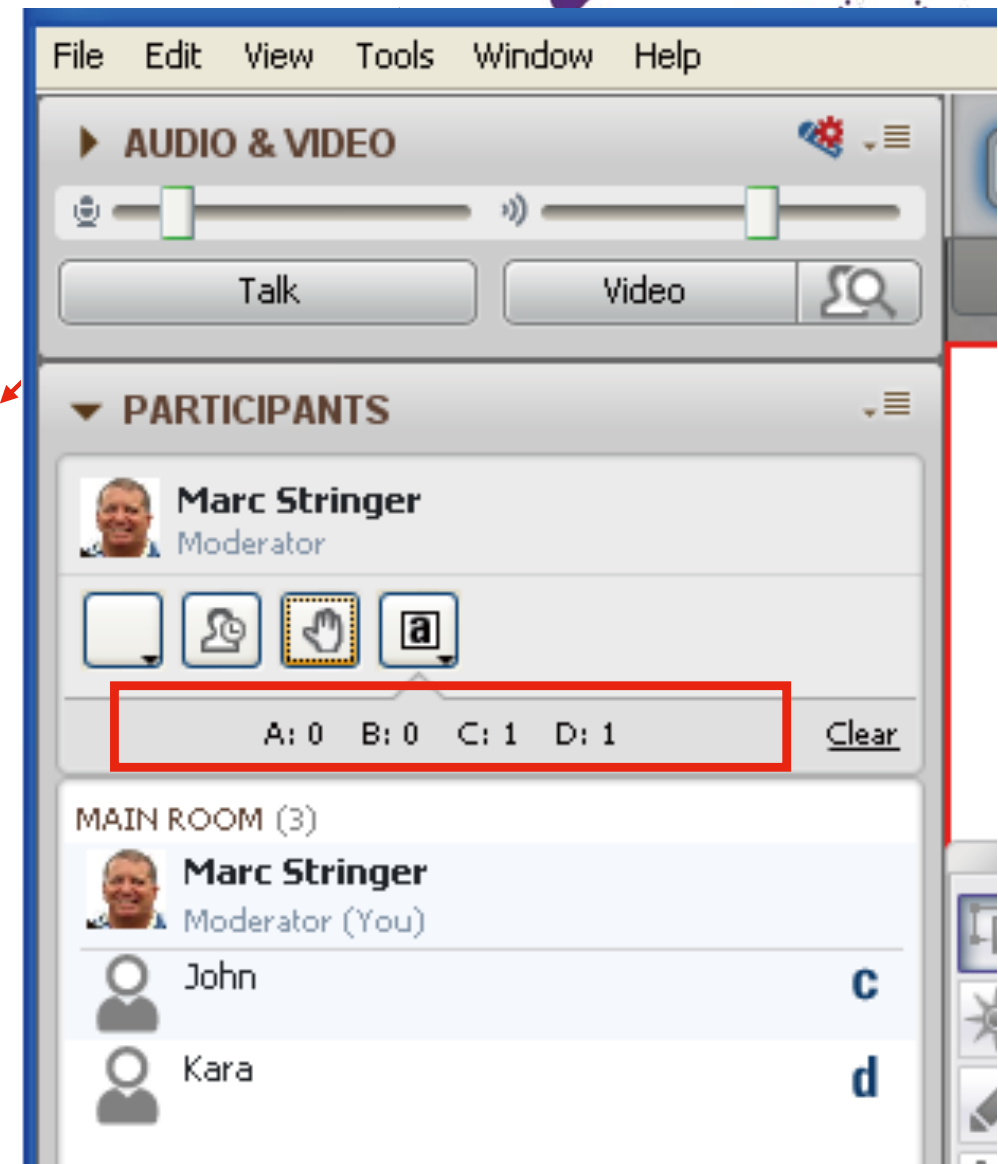 File Edit View Tools Window Help
AUDIO & VIDEO
Talk Video
PARTICIPANTS
Marc Stringer
Moderator
a
A: 0 B: 0 C: 1 D: 1 Clear
MAIN ROOM (3)
Marc Stringer
Moderator (You)
John c
Kara d